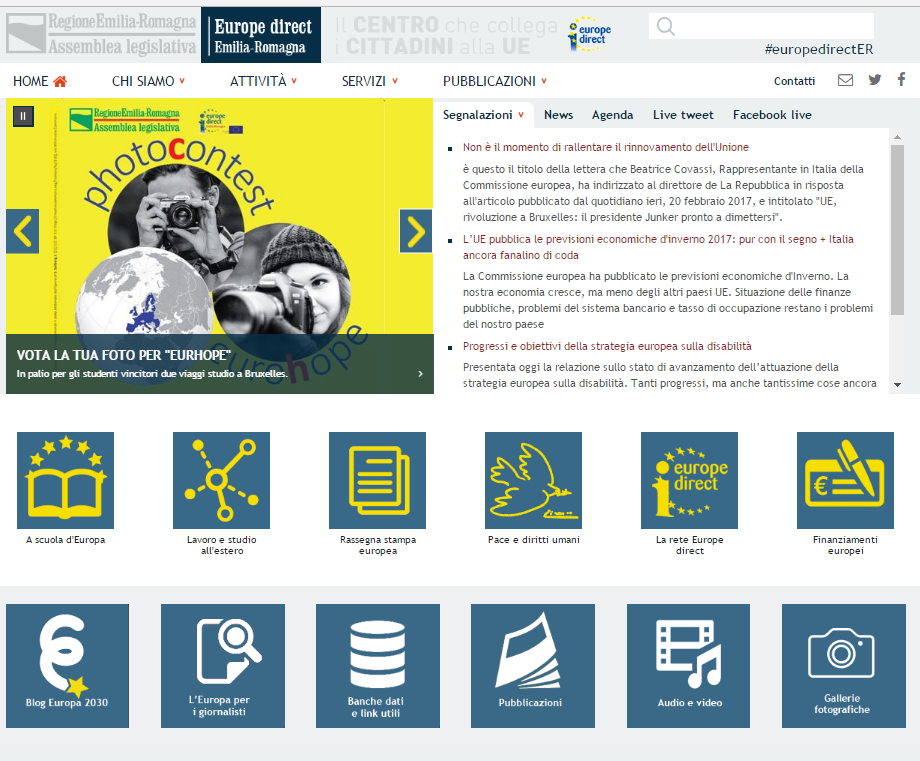 RegioneEmilia-Romagna
Assemblea legislativa
Europe direct
Emilia-Romagna
Il CENTRO che collega
i CITTADINI alla UE
europe
direct
#europedirectER
HOME
CHI SIAMO
ATTIVITÀ
SERVIZI
PUBBLICAZIONI
Contatti
RegioneEmilia-Romagna
Assemblea legislativa
europe
direct
photocontest
eurohope
VOTA LA TUA FOTO PER "EURHOPE"
In palio per gli studenti vincitori due viaggi studio a Bruxelles.
Segnalazioni
News
Agenda
Live tweet
Facebook live
Non è il momento di rallentare il rinnovamento dell'Unione
è questo il titolo della lettera che Beatrice Covassi, Rappresentante in Italia della
Commissione europea, ha indirizzato al direttore de La Repubblica in risposta
all'articolo pubblicato dal quotidiano ieri, 20 febbraio 2017, e intitolato "UE,
rivoluzione a Bruxelles: il presidente Junker pronto a dimettersi".
L'UE pubblica le previsioni economiche d'inverno 2017: pur con il segno + Italia
ancora fanalino di coda
La Commissione europea ha pubblicato le previsioni economiche d'Inverno. La
nostra economia cresce, ma meno degli altri paesi UE. Situazione delle finanze
pubbliche, problemi del sistema bancario e tasso di occupazione restano i problemi
del nostro paese
Progressi e obiettivi della strategia europea sulla disabilità
Presentata oggi la relazione sullo stato di avanzamento dell'attuazione della
strategia europea sulla disabilità. Tanti progressi, ma anche tantissime cose ancora
A scuola d'Europa
Lavoro e studio
all'estero
Rassegna stampa
europea
Pace e diritti umani
europe
direct
La rete Europe
direct
€
Finanziamenti
europei
Blog Europa 2030
L'Europa per
i giornalisti
Banche dati
e link utili
Pubblicazioni
Audio e video
Gallerie
fotografiche